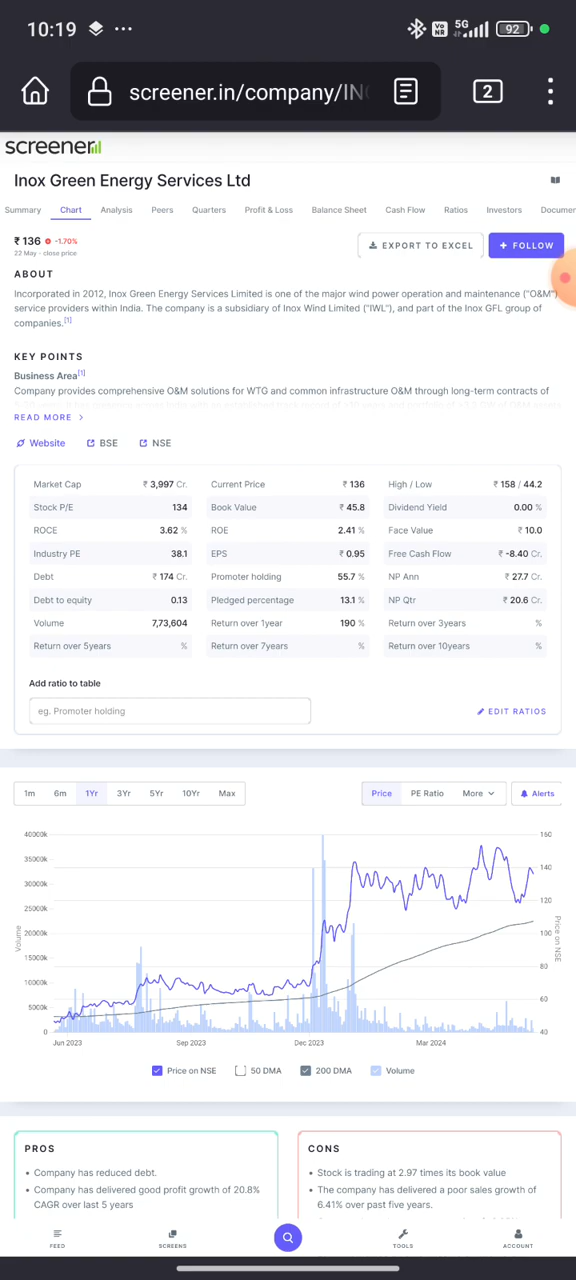 10:19
VoNR 5G 92
screener.in/company/IN
2
screener
Inox Green Energy Services Ltd
Summary Chart Analysis Peers Quarters Profit & Loss Balance Sheet Cash Flow Ratios Investors Documen
₹ 136 -1.70%
22 May - close price
EXPORT TO EXCEL
+ FOLLOW
ABOUT
Incorporated in 2012, Inox Green Energy Services Limited is one of the major wind power operation and maintenance ("O&M")
service providers within India. The company is a subsidiary of Inox Wind Limited ("IWL"), and part of the Inox GFL group of
companies.[1]
KEY POINTS
Business Area[1]
Company provides comprehensive O&M solutions for WTG and common infrastructure O&M through long-term contracts of
READ MORE
Website BSE NSE
Market Cap ₹ 3,997 Cr. Current Price ₹ 136 High / Low ₹ 158 / 44.2
Stock P/E 134 Book Value ₹ 45.8 Dividend Yield 0.00 %
ROCE 3.62 % ROE 2.41 % Face Value ₹ 10.0
Industry PE 38.1 EPS ₹ 0.95 Free Cash Flow ₹ -8.40 Cr.
Debt ₹ 174 Cr. Promoter holding 55.7 % NP Ann ₹ 27.7 Cr.
Debt to equity 0.13 Pledged percentage 13.1 % NP Qtr ₹ 20.6 Cr.
Volume 7,73,604 Return over 1year 190 % Return over 3years %
Return over 5years % Return over 7years % Return over 10years %
Add ratio to table
eg. Promoter holding
EDIT RATIOS
1m 6m 1Yr 3Yr 5Yr 10Yr Max
Price PE Ratio More
Alerts
40000k 160
35000k 140
30000k
25000k 120
20000k 100
15000k
10000k 80
5000k 60
0 40
Volume
Price on NSE
Jun 2023 Sep 2023 Dec 2023 Mar 2024
Price on NSE 50 DMA 200 DMA Volume
PROS
• Company has reduced debt.
• Company has delivered good profit growth of 20.8%
CAGR over last 5 years
CONS
• Stock is trading at 2.97 times its book value
• The company has delivered a poor sales growth of
6.41% over past five years.
FEED SCREENS TOOLS ACCOUNT